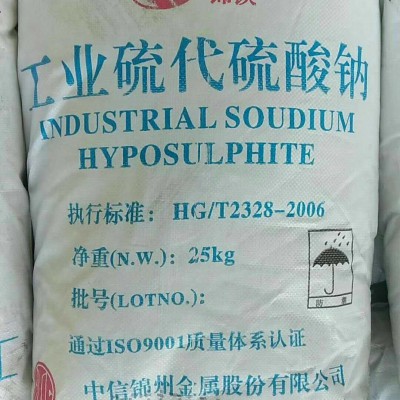 工业硫代硫酸钠
INDUSTRIAL SOUDIUM
HYPOSULPHITE
执行标准: HG/T2328-2006
净重(N.W.): 25kg
批号(LOTNO.):
防 潮
通过ISO9001质量体系认证
中信锦州金属股份有限公司